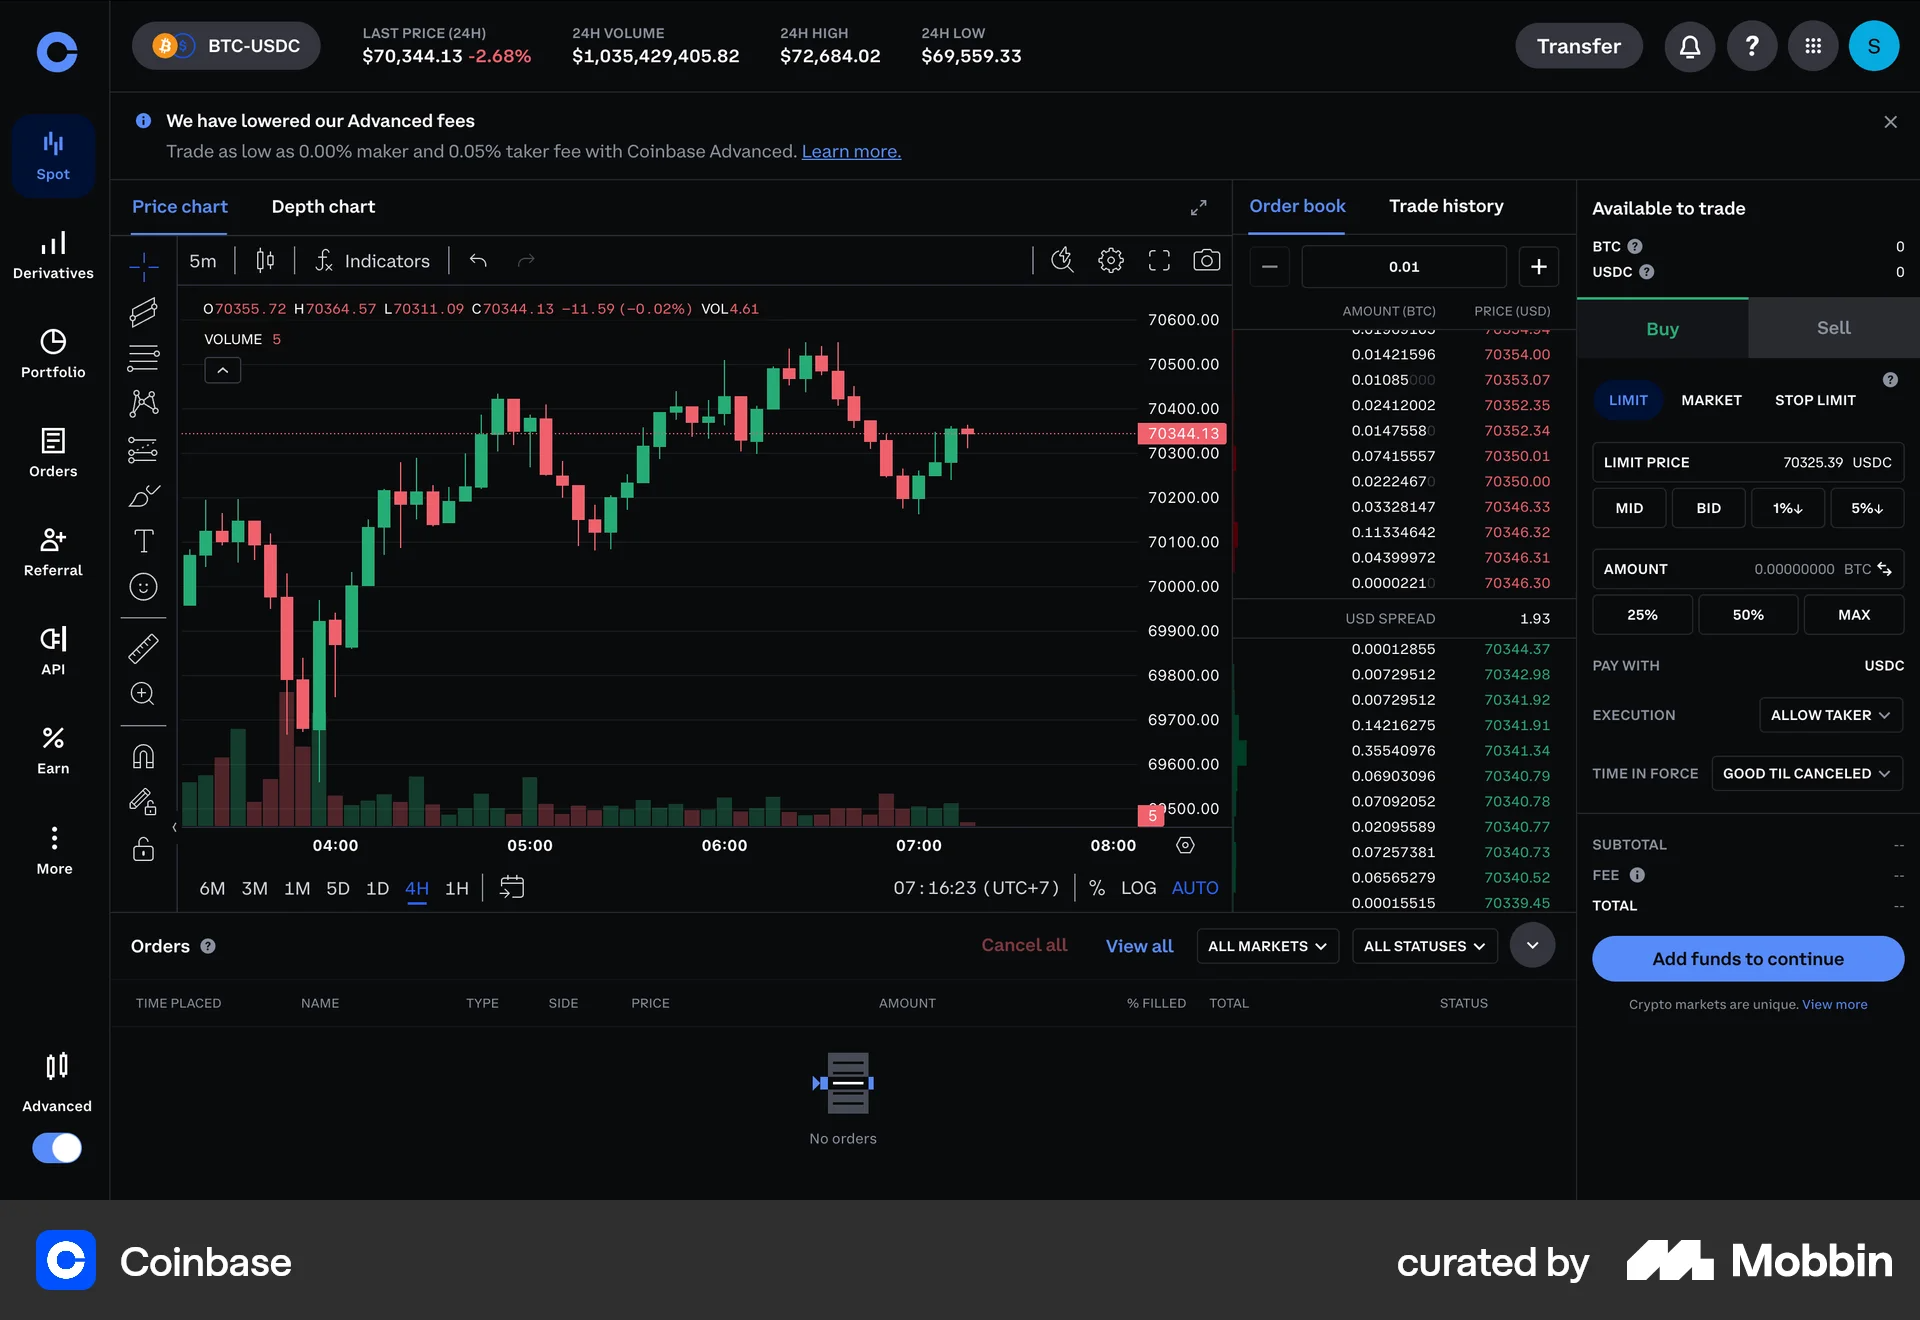 BTC-USDC
LAST PRICE (24H)
$70,344.13 -2.68%
24H VOLUME
$1,035,429,405.82
24H HIGH
$72,684.02
24H LOW
$69,559.33
Transfer
?
S
We have lowered our Advanced fees
Trade as low as 0.00% maker and 0.05% taker fee with Coinbase Advanced. Learn more.
Spot
Derivatives
Portfolio
Orders
Referral
API
Earn
More
Advanced
Price chart
Depth chart
5m
Indicators
O70355.72 H70364.57 L70311.09 C70344.13 −11.59 (−0.02%) VOL4.61
VOLUME 5
70600.00
70500.00
70400.00
70344.13
70300.00
70200.00
70100.00
70000.00
69900.00
69800.00
69700.00
69600.00
5
04:00 05:00 06:00 07:00 08:00
6M 3M 1M 5D 1D 4H 1H
07:16:23 (UTC+7) % LOG AUTO
Order book
Trade history
0.01
AMOUNT (BTC) PRICE (USD)
0.01421596 70354.00
0.01085000 70353.07
0.02412002 70352.35
0.01475580 70352.34
0.07415557 70350.01
0.02224670 70350.00
0.03328147 70346.33
0.11334642 70346.32
0.04399972 70346.31
0.00002210 70346.30
USD SPREAD 1.93
0.00012855 70344.37
0.00729512 70342.98
0.00729512 70341.92
0.14216275 70341.91
0.35540976 70341.34
0.06903096 70340.79
0.07092052 70340.78
0.02095589 70340.77
0.07257381 70340.73
0.06565279 70340.52
0.00015515 70339.45
Available to trade
BTC ? 0
USDC ? 0
Buy
Sell
?
LIMIT MARKET STOP LIMIT
LIMIT PRICE 70325.39 USDC
MID BID 1%↓ 5%↓
AMOUNT 0.00000000 BTC
25% 50% MAX
PAY WITH USDC
EXECUTION ALLOW TAKER
TIME IN FORCE GOOD TIL CANCELED
SUBTOTAL --
FEE --
TOTAL --
Add funds to continue
Crypto markets are unique. View more
Orders ?
Cancel all
View all
ALL MARKETS
ALL STATUSES
TIME PLACED NAME TYPE SIDE PRICE AMOUNT % FILLED TOTAL STATUS
No orders
Coinbase
curated by Mobbin